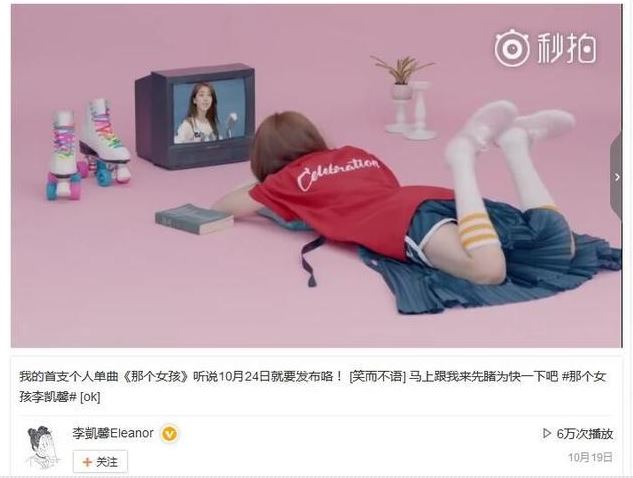 秒拍
Celebration
我的首支个人单曲《那个女孩》听说10月24日就要发布咯！ [笑而不语] 马上跟我来先睹为快一下吧 #那个女
孩李凯馨# [ok]
李凯馨Eleanor
6万次播放
+ 关注
10月19日